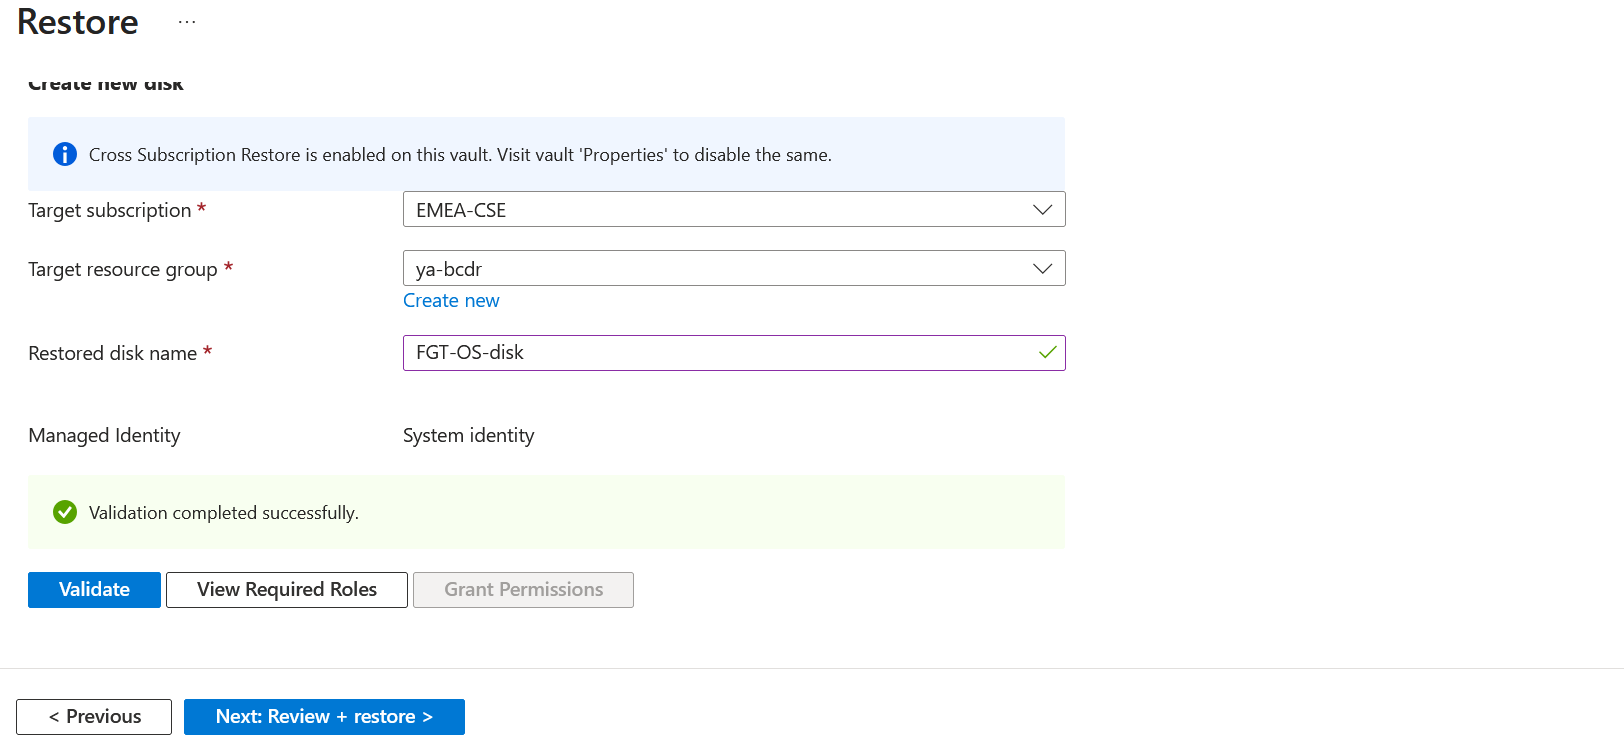 Restore ...
Create new disk
Cross Subscription Restore is enabled on this vault. Visit vault 'Properties' to disable the same.
Target subscription * EMEA-CSE
Target resource group * ya-bcdr
Create new
Restored disk name * FGT-OS-disk
Managed Identity System identity
Validation completed successfully.
Validate View Required Roles Grant Permissions
< Previous Next: Review + restore >